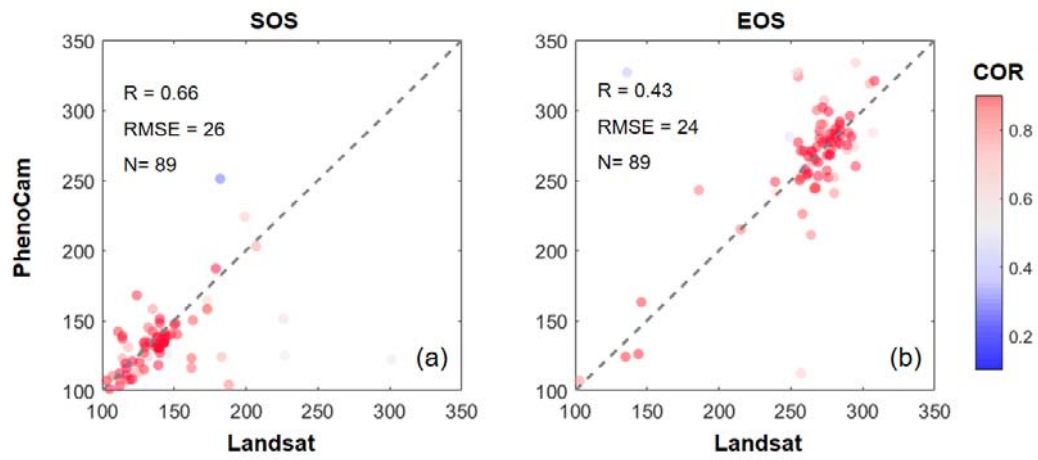 SOS
EOS
350
300
250
200
150
100
R = 0.66
RMSE = 26
N= 89
(a)
100
150
200
250
300
350
Landsat
PhenoCam
350
300
250
200
150
100
R = 0.43
RMSE = 24
N= 89
(b)
100
150
200
250
300
350
Landsat
COR
0.8
0.6
0.4
0.2